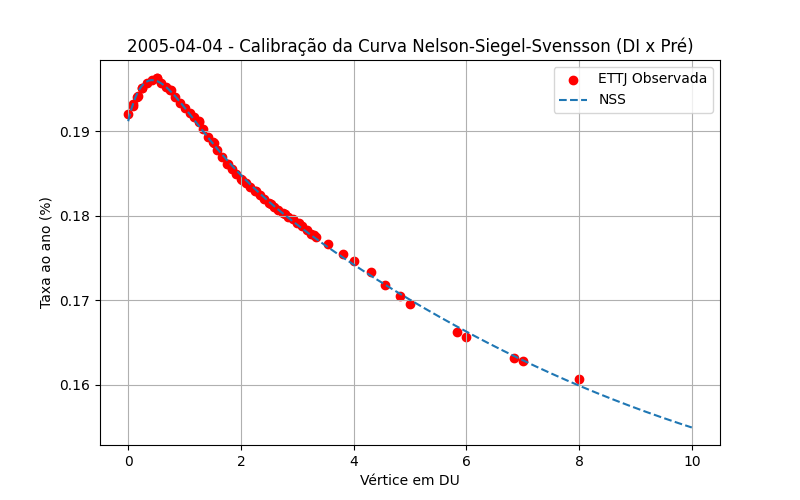 2005-04-04 - Calibração da Curva Nelson-Siegel-Svensson (DI x Pré)
ETTJ Observada
NSS
Taxa ao ano (%)
0.19
0.18
0.17
0.16
0
2
4
6
8
10
Vértice em DU